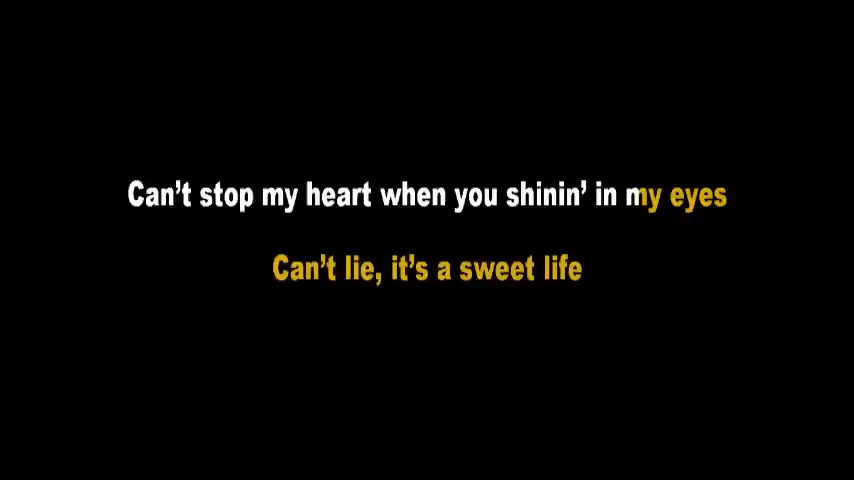 Can’t stop my heart when you shinin’ in my eyes
Can’t lie, it’s a sweet life